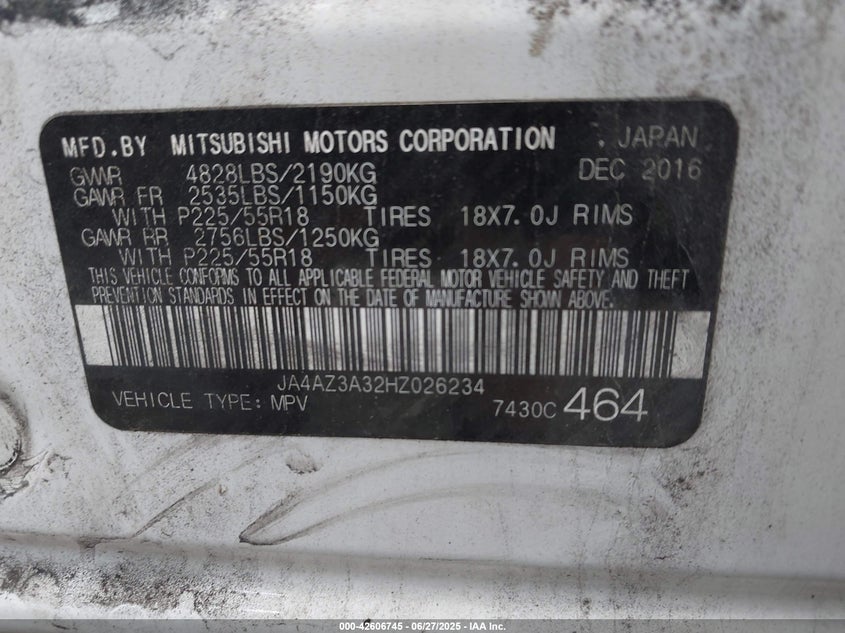 MFD.BY MITSUBISHI MOTORS CORPORATION . JAPAN
GVWR 4828LBS/2190KG DEC 2016
GAWR FR 2535LBS/1150KG
WITH P225/55R18 TIRES 18X7.0J RIMS
GAWR RR 2756LBS/1250KG
WITH P225/55R18 TIRES 18X7.0J RIMS
THIS VEHICLE CONFORMS TO ALL APPLICABLE FEDERAL MOTOR VEHICLE SAFETY AND THEFT
PREVENTION STANDARDS IN EFFECT ON THE DATE OF MANUFACTURE SHOWN ABOVE.
JA4AZ3A32HZ026234
VEHICLE TYPE: MPV 7430C 464
000-42606745 | 06/27/2025 | IAA Inc.